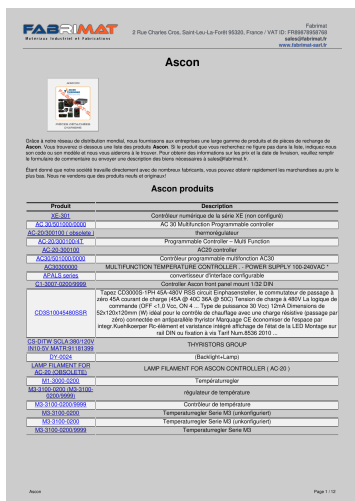 FABRIMAT
Matériaux Industriel et Fabrications
Fabrimat
2 Rue Charles Cros, Saint-Leu-La-Forêt 95320, France / VAT ID: FR89878958768
sales@fabrimat.fr
www.fabrimat-sarl.fr
Ascon
Grâce à notre réseau de distribution mondial, nous fournissons aux entreprises une large gamme de produits et de pièces de rechange de
Ascon. Vous trouverez ci dessous une liste des produits Ascon. Si le produit que vous recherchez ne figure pas dans la liste, indiquez nous
son code ou son modèle et nous vous aiderons à le trouver. Pour obtenir des informations sur les prix et la date de livraison, veuillez remplir
le formulaire de commentaire ou envoyer une description des biens nécessaires à sales@fabrimat.fr.
Étant donné que notre société travaille directement avec de nombreux fabricants, vous pouvez obtenir rapidement les marchandises au prix le
plus bas. Nous ne vendons que des produits neufs et originaux!
Ascon produits
Produit Description
XE-301 Contrôleur numérique de la série XE (non configuré)
AC 30/501000/0000 AC 30 Multifunction Programmable controller
AC-20/300100 ( obsolete ) thermorégulateur
AC-20/300100/4T Programmable Controller – Multi Function
AC-20-300100 AC20 controller
AC30/501000/0000 Contrôleur programmable multifonction AC30
AC30300000 MULTIFUNCTION TEMPERATURE CONTROLLER . - POWER SUPPLY 100-240VAC *
APALS series convertisseur d'interface configurable
C1-3007-0200/9999 Controller Ascon front panel mount 1/32 DIN
CD3S10045480SSR Tapez CD3000S-1PH 45A-480V RSS circuit Enphasensteller, le commutateur de passage à
zéro 45A courant de charge (45A @ 40C 36A @ 50C) Tension de charge à 480V La logique de
commande (OFF <1,0 Vcc, ON 4 ... Type de puissance 30 Vcc) 12mA Dimensions de
52x120x120mm (W) idéal pour le contrôle de chauffage avec une charge résistive (passage par
zéro) connectée en antiparallèle thyristor Marquage CE économiser de l'espace par
integr.Kuehlkoerper Rc-élément et varistance intégré affichage de l'état de la LED Montage sur
rail DIN ou fixation à vis Tarif Num.8536 2010 ...
CS-DITW SCLA:380/120V
IN10-5V MATR:91181399 THYRISTORS GROUP
DY-0024 (Backlight+Lamp)
LAMP FILAMENT FOR
AC-20 (OBSOLETE) LAMP FILAMENT FOR ASCON CONTROLLER ( AC-20 )
M1-3000-0200 Températuregler
M3-3100-0200 (M3-3100-
0200/9999) régulateur de température
M3-3100-0200/9999 Contrôleur de température
M3-3100-0200 Temperaturregler Serie M3 (unkonfiguriert)
M3-3100-0200 Temperaturregler Serie M3 (unkonfiguriert)
M3-3100-0200/9999 Temperaturregler Serie M3
Ascon Page 1 / 12